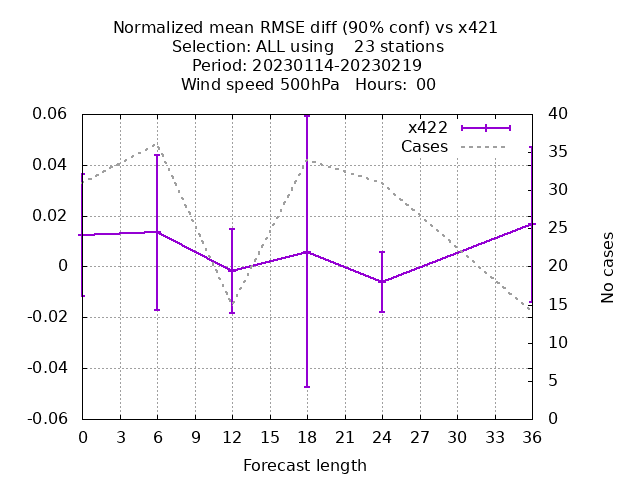 Normalized mean RMSE diff (90% conf) vs x421
Selection: ALL using    23 stations
Period: 20230114-20230219
Wind speed 500hPa   Hours:  00
0.06
0.04
0.02
0
-0.02
-0.04
-0.06
x422
Cases
40
35
30
25
20
15
10
5
0
No cases
0 3 6 9 12 15 18 21 24 27 30 33 36
Forecast length